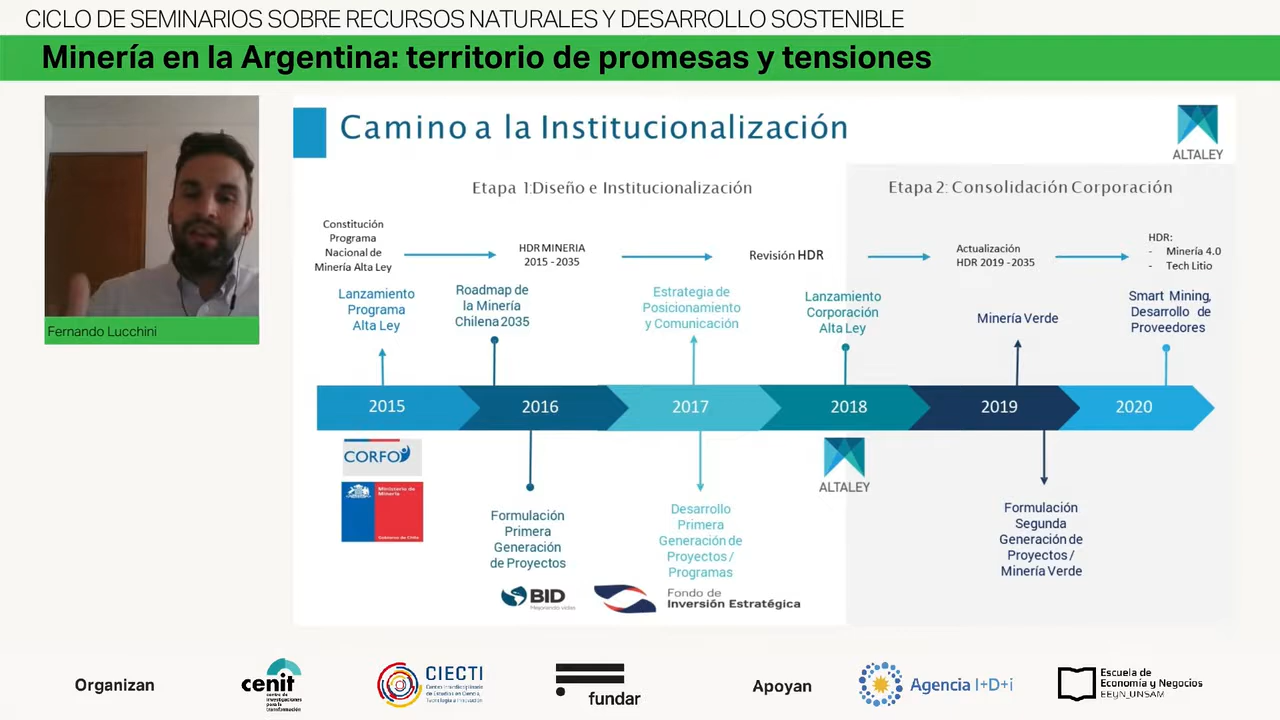 CICLO DE SEMINARIOS SOBRE RECURSOS NATURALES Y DESARROLLO SOSTENIBLE
Minería en la Argentina: territorio de promesas y tensiones
Fernando Lucchini
Camino a la Institucionalización
ALTALEY
Etapa 1:Diseño e Institucionalización
Etapa 2: Consolidación Corporación
Constitución
Programa
Nacional de
Minería Alta Ley
HDR MINERIA
2015 - 2035
Revisión HDR
Actualización
HDR 2019 -2035
HDR:
- Minería 4.0
- Tech Litio
Lanzamiento
Programa
Alta Ley
Roadmap de
la Minería
Chilena 2035
Estrategia de
Posicionamiento
y Comunicación
Lanzamiento
Corporación
Alta Ley
Minería Verde
Smart Mining,
Desarrollo de
Proveedores
2015
2016
2017
2018
2019
2020
CORFO
Ministerio de
Minería
Gobierno de Chile
Formulación
Primera
Generación
de Proyectos
Desarrollo
Primera
Generación de
Proyectos /
Programas
ALTALEY
Formulación
Segunda
Generación de
Proyectos /
Minería Verde
BID
Mejorando vidas
Fondo de
Inversión Estratégica
Organizan
cenit
centro de
investigaciones
para la
transformación
CIECTI
Centro Interdisciplinario
de Estudios en Ciencia,
Tecnología e Innovación
fundar
Apoyan
Agencia I+D+i
Escuela de
Economía y Negocios
EEyN_UNSAM